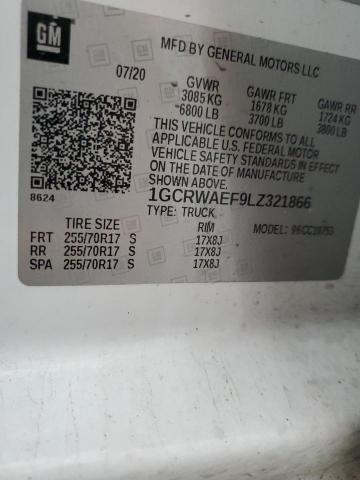 GM
MFD BY GENERAL MOTORS LLC
07/20 GVWR GAWR FRT GAWR RR
3085 KG 1678 KG 1724 KG
6800 LB 3700 LB 3800 LB
THIS VEHICLE CONFORMS TO ALL APPLICABLE
U.S. FEDERAL MOTOR
VEHICLE SAFETY STANDARDS IN EFFECT
ON THE DATE OF MANUFACTURE
SHOWN ABOVE.
8624 1GCRWAEF9LZ321866
TYPE: TRUCK
TIRE SIZE RIM MODEL:
FRT 255/70R17 S 17X8J
RR 255/70R17 S 17X8J
SPA 255/70R17 S 17X8J